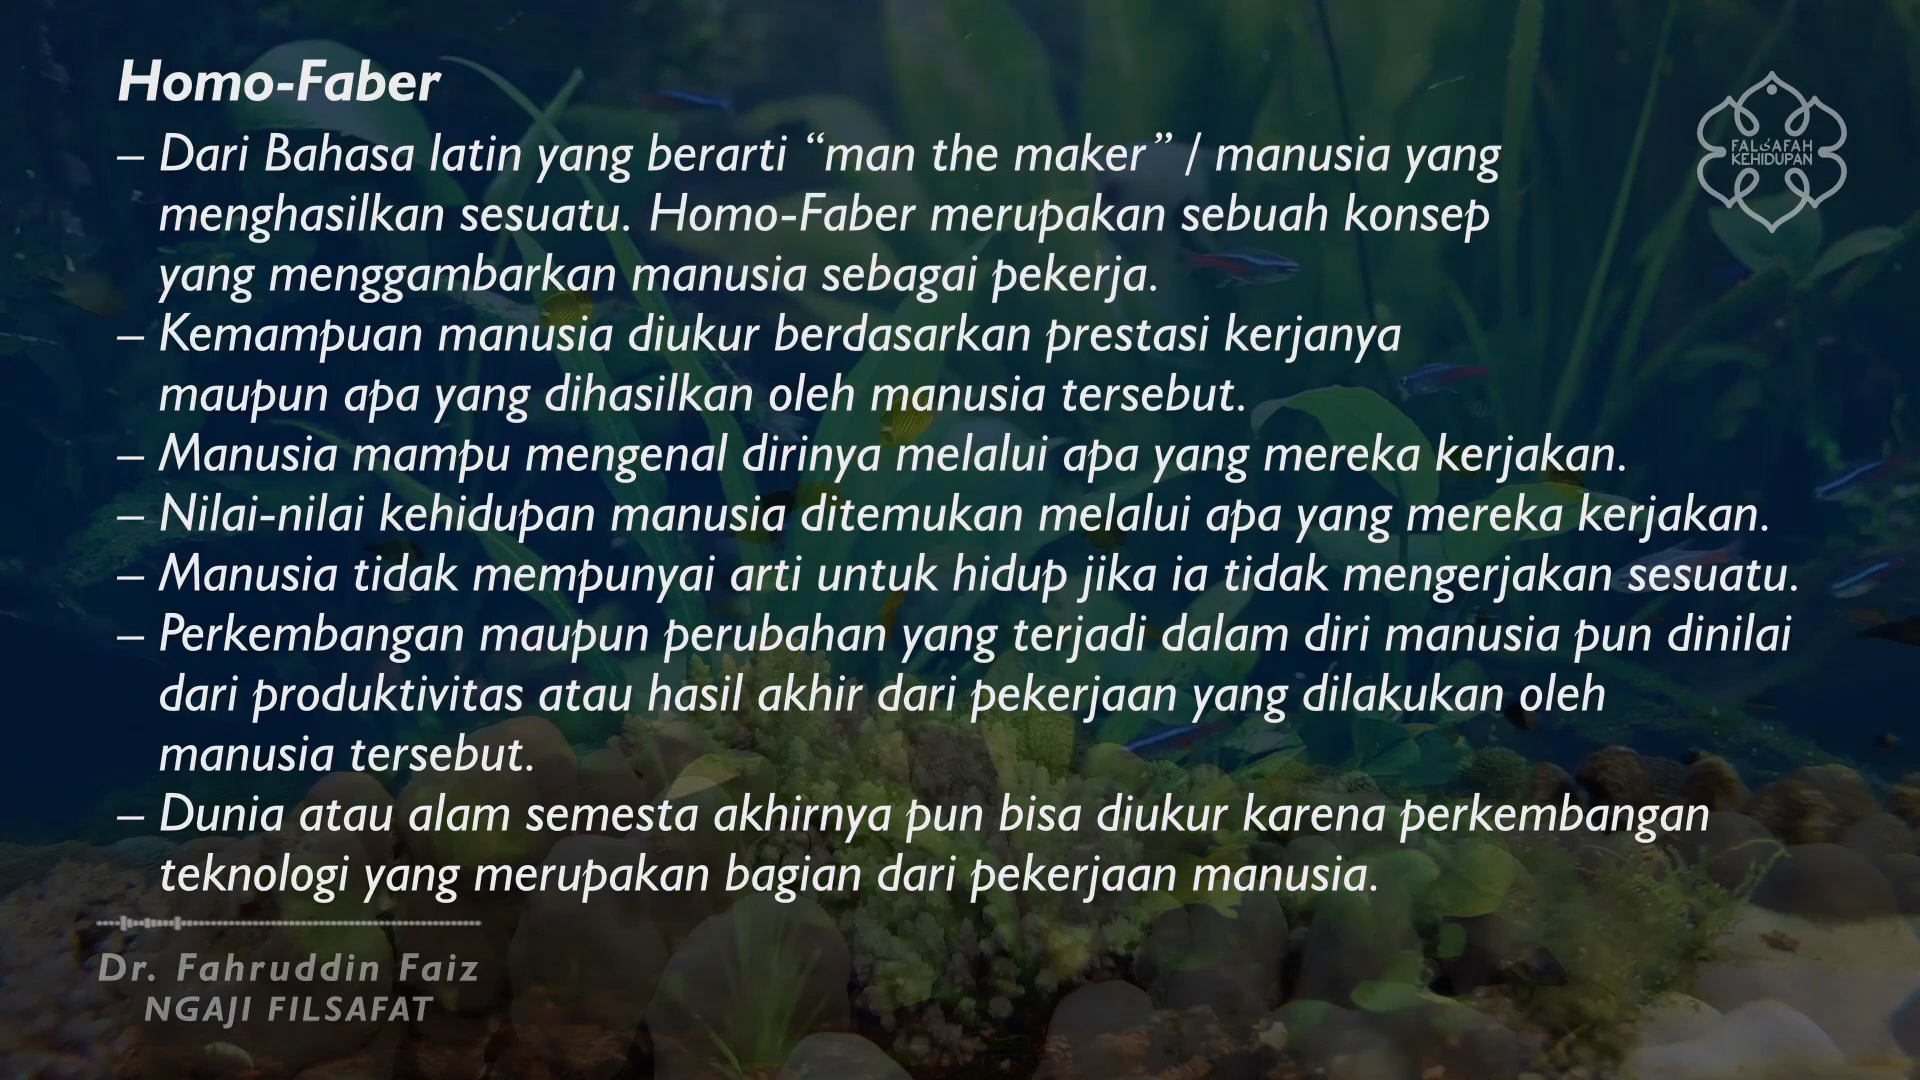 Homo-Faber
– Dari Bahasa latin yang berarti “man the maker” / manusia yang
menghasilkan sesuatu. Homo-Faber merupakan sebuah konsep
yang menggambarkan manusia sebagai pekerja.
– Kemampuan manusia diukur berdasarkan prestasi kerjanya
maupun apa yang dihasilkan oleh manusia tersebut.
– Manusia mampu mengenal dirinya melalui apa yang mereka kerjakan.
– Nilai-nilai kehidupan manusia ditemukan melalui apa yang mereka kerjakan.
– Manusia tidak mempunyai arti untuk hidup jika ia tidak mengerjakan sesuatu.
– Perkembangan maupun perubahan yang terjadi dalam diri manusia pun dinilai
dari produktivitas atau hasil akhir dari pekerjaan yang dilakukan oleh
manusia tersebut.
– Dunia atau alam semesta akhirnya pun bisa diukur karena perkembangan
teknologi yang merupakan bagian dari pekerjaan manusia.
FALSAFAH
KEHIDUPAN
Dr. Fahruddin Faiz
NGAJI FILSAFAT